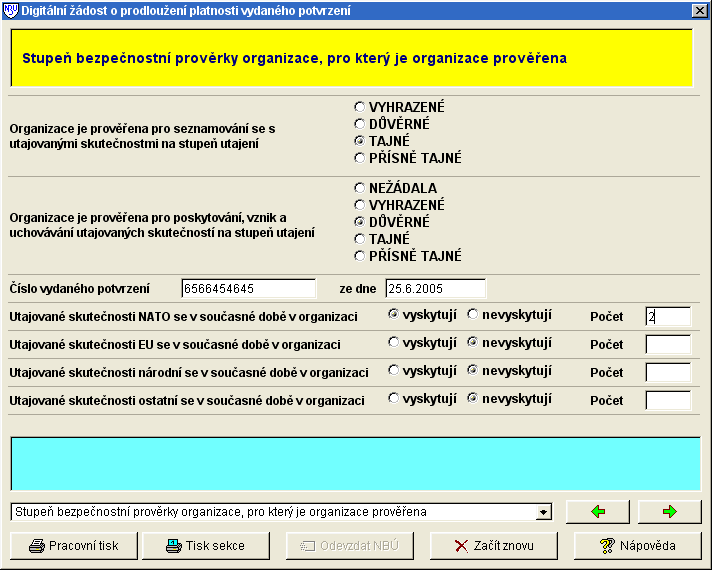 NBÚ Digitální žádost o prodloužení platnosti vydaného potvrzení
Stupeň bezpečnostní prověrky organizace, pro který je organizace prověřena
Organizace je prověřena pro seznamování se s
utajovanými skutečnostmi na stupeň utajení
VYHRAZENÉ
DŮVĚRNÉ
TAJNÉ
PŘÍSNĚ TAJNÉ
Organizace je prověřena pro poskytování, vznik a
uchovávání utajovaných skutečností na stupeň utajení
NEŽÁDALA
VYHRAZENÉ
DŮVĚRNÉ
TAJNÉ
PŘÍSNĚ TAJNÉ
Číslo vydaného potvrzení 6566454645 ze dne 25.6.2005
Utajované skutečnosti NATO se v současné době v organizaci vyskytují nevyskytují Počet 2
Utajované skutečnosti EU se v současné době v organizaci vyskytují nevyskytují Počet
Utajované skutečnosti národní se v současné době v organizaci vyskytují nevyskytují Počet
Utajované skutečnosti ostatní se v současné době v organizaci vyskytují nevyskytují Počet
Stupeň bezpečnostní prověrky organizace, pro který je organizace prověřena
Pracovní tisk Tisk sekce Odevzdat NBÚ Začít znovu Nápověda